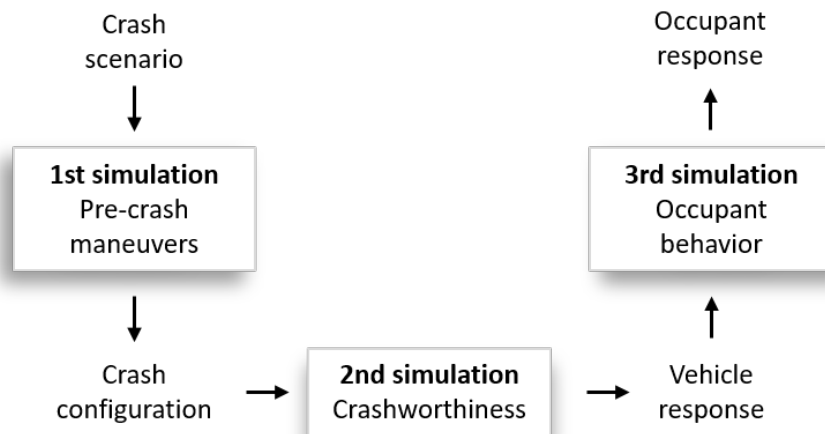 Crash
scenario
1st simulation
Pre-crash
maneuvers
Crash
configuration
2nd simulation
Crashworthiness
Vehicle
response
3rd simulation
Occupant
behavior
Occupant
response